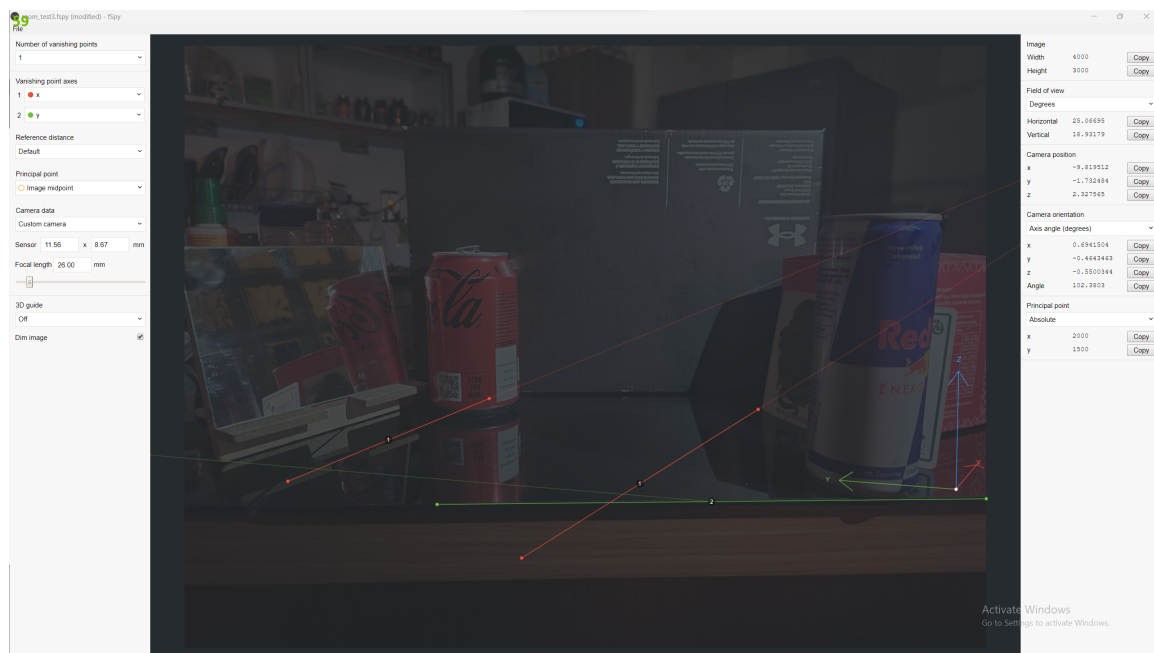 59
om_test3.fspy (modified) - fSpy
File
Number of vanishing points
1
Vanishing point axes
1 x
2 y
Reference distance
Default
Principal point
Image midpoint
Camera data
Custom camera
Sensor 11.56 x 8.67 mm
Focal length 26.00 mm
3D guide
Off
Dim image
Cola
SCAN
Red
ENERG
1
1
2
Y
X
Z
Image
Width 4000 Copy
Height 3000 Copy
Field of view
Degrees
Horizontal 25.06695 Copy
Vertical 18.93179 Copy
Camera position
x -9.819512 Copy
y -1.732484 Copy
z 2.327565 Copy
Camera orientation
Axis angle (degrees)
x 0.6941504 Copy
y -0.4643463 Copy
z -0.5500344 Copy
Angle 102.3803 Copy
Principal point
Absolute
x 2000 Copy
y 1500 Copy
Activate Windows
Go to Settings to activate Windows.